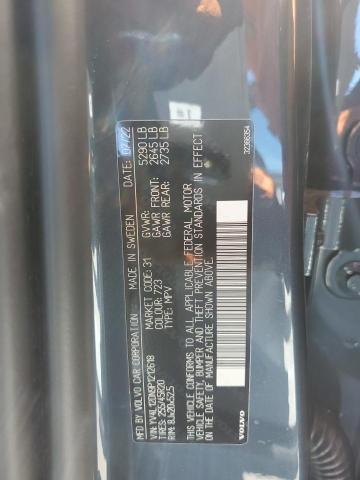 MFD BY: VOLVO CAR CORPORATION
MADE IN SWEDEN
DATE: 07/22
MARKET CODE: 31
GVWR: 5290 LB
COLOUR: 723
GAWR FRONT: 2645 LB
TYPE: MPV
GAWR REAR: 2735 LB
TIRES: 255/45R20
RIM: 8.Jx20x52.5
THIS VEHICLE CONFORMS TO ALL APPLICABLE FEDERAL MOTOR
VEHICLE SAFETY, BUMPER AND THEFT PREVENTION STANDARDS IN EFFECT
ON THE DATE OF MANUFACTURE SHOWN ABOVE.
VOLVO
32386354